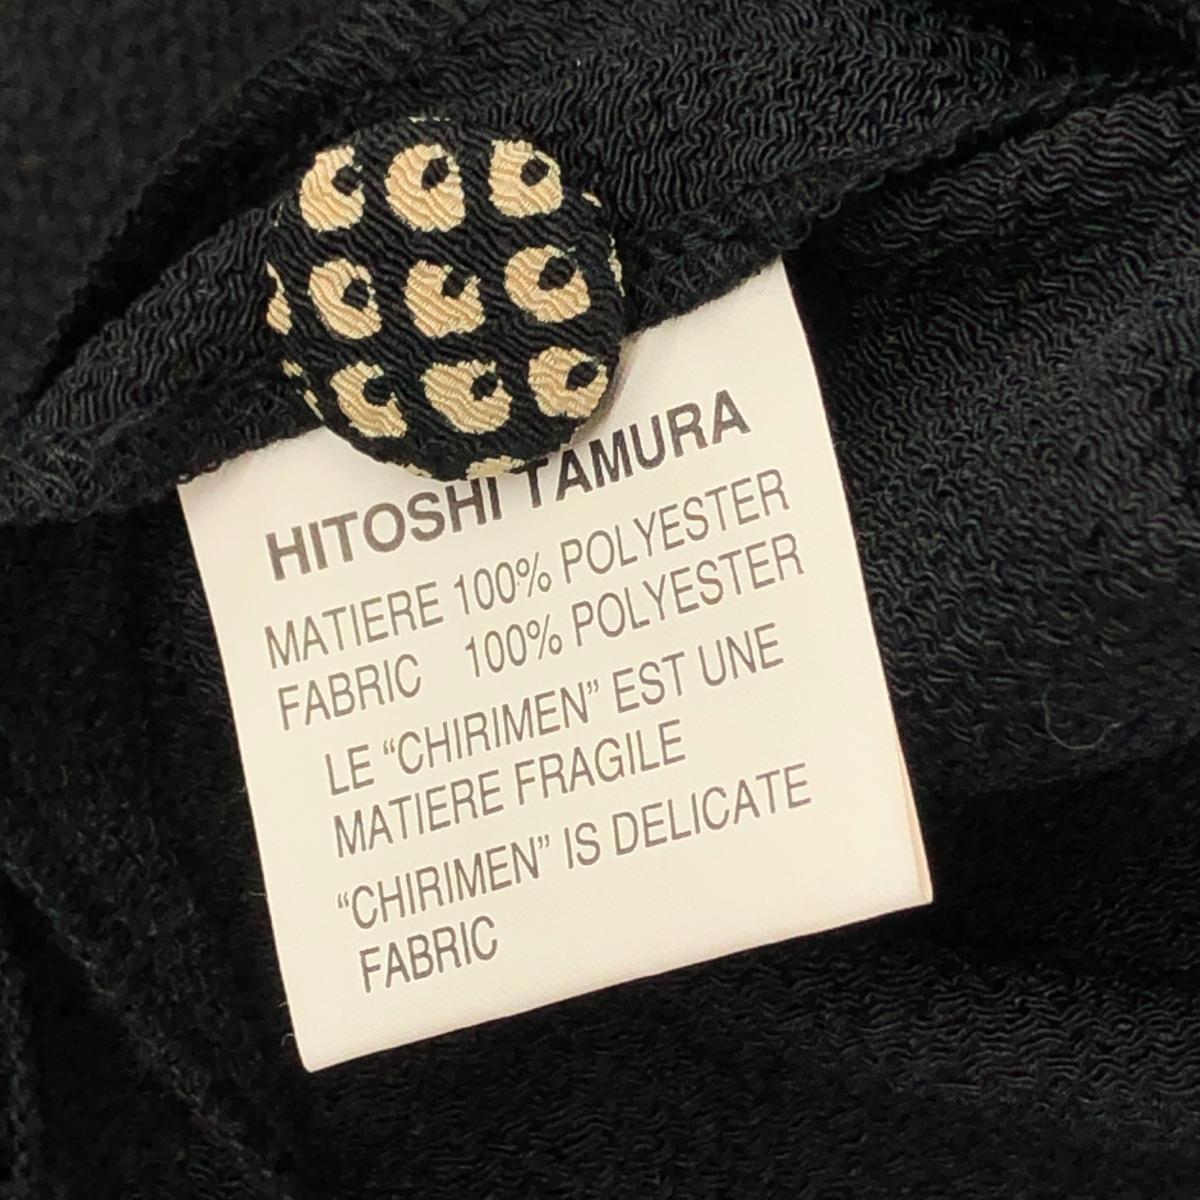 HITOSHI TAMURA
MATIERE 100% POLYESTER
FABRIC 100% POLYESTER
LE “CHIRIMEN” EST UNE
MATIERE FRAGILE
“CHIRIMEN” IS DELICATE
FABRIC